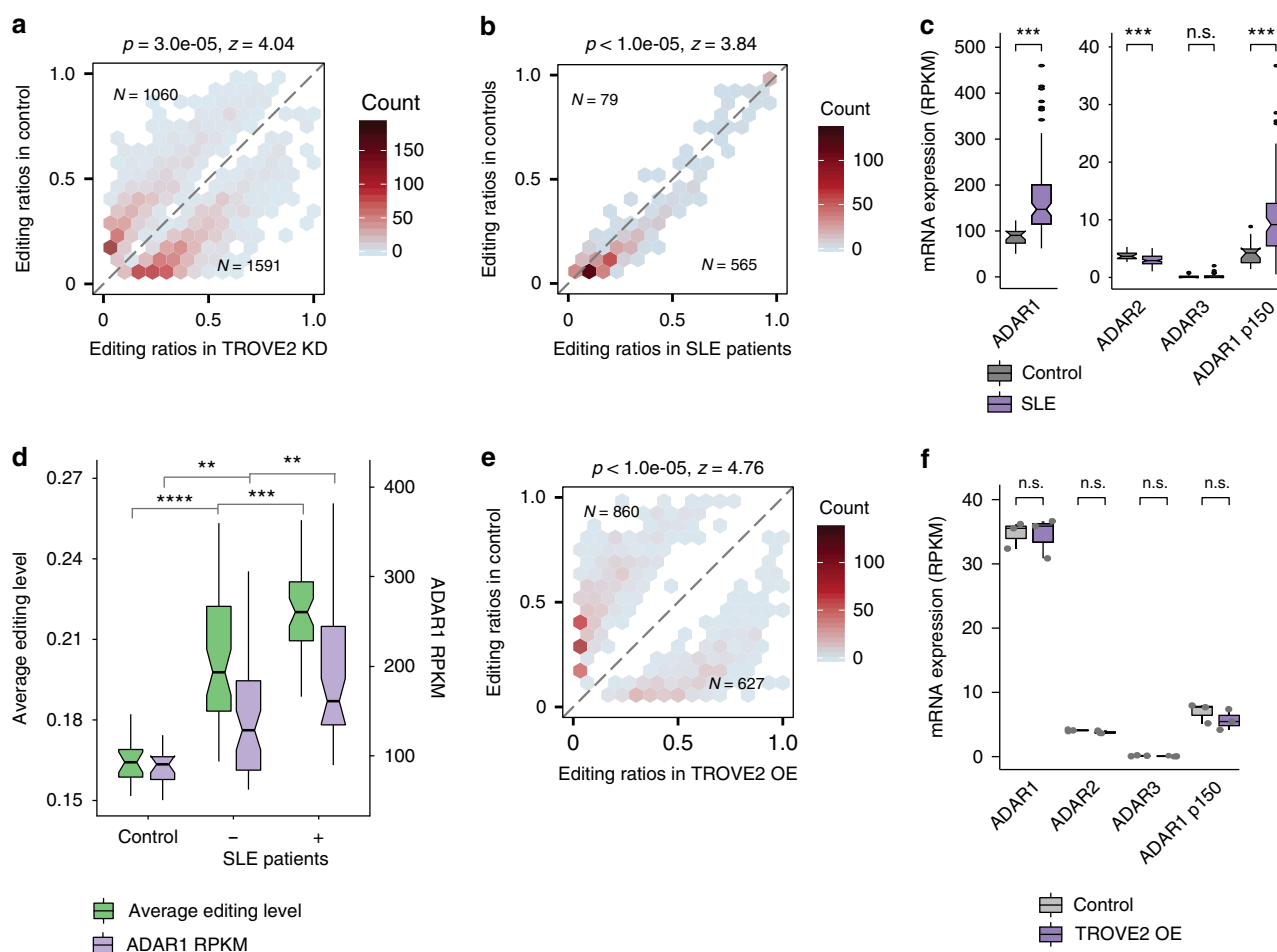 a
p = 3.0e-05, z = 4.04
N = 1060
N = 1591
1.0
0.5
0
0
0.5
1.0
Editing ratios in control
Editing ratios in TROVE2 KD
Count
150
100
50
0
b
p < 1.0e-05, z = 3.84
N = 79
N = 565
1.0
0.5
0
0
0.5
1.0
Editing ratios in controls
Editing ratios in SLE patients
Count
100
50
0
c
***
***
n.s.
***
mRNA expression (RPKM)
500
400
300
200
100
0
40
30
20
10
0
ADAR1
ADAR2
ADAR3
ADAR1 p150
Control
SLE
d
**
**
****
***
Average editing level
0.27
0.24
0.21
0.18
0.15
400
300
200
100
ADAR1 RPKM
Control
–
+
SLE patients
Average editing level
ADAR1 RPKM
e
p < 1.0e-05, z = 4.76
N = 860
N = 627
1.0
0.5
0
0
0.5
1.0
Editing ratios in control
Editing ratios in TROVE2 OE
Count
100
50
0
f
n.s.
n.s.
n.s.
n.s.
mRNA expression (RPKM)
40
30
20
10
0
ADAR1
ADAR2
ADAR3
ADAR1 p150
Control
TROVE2 OE